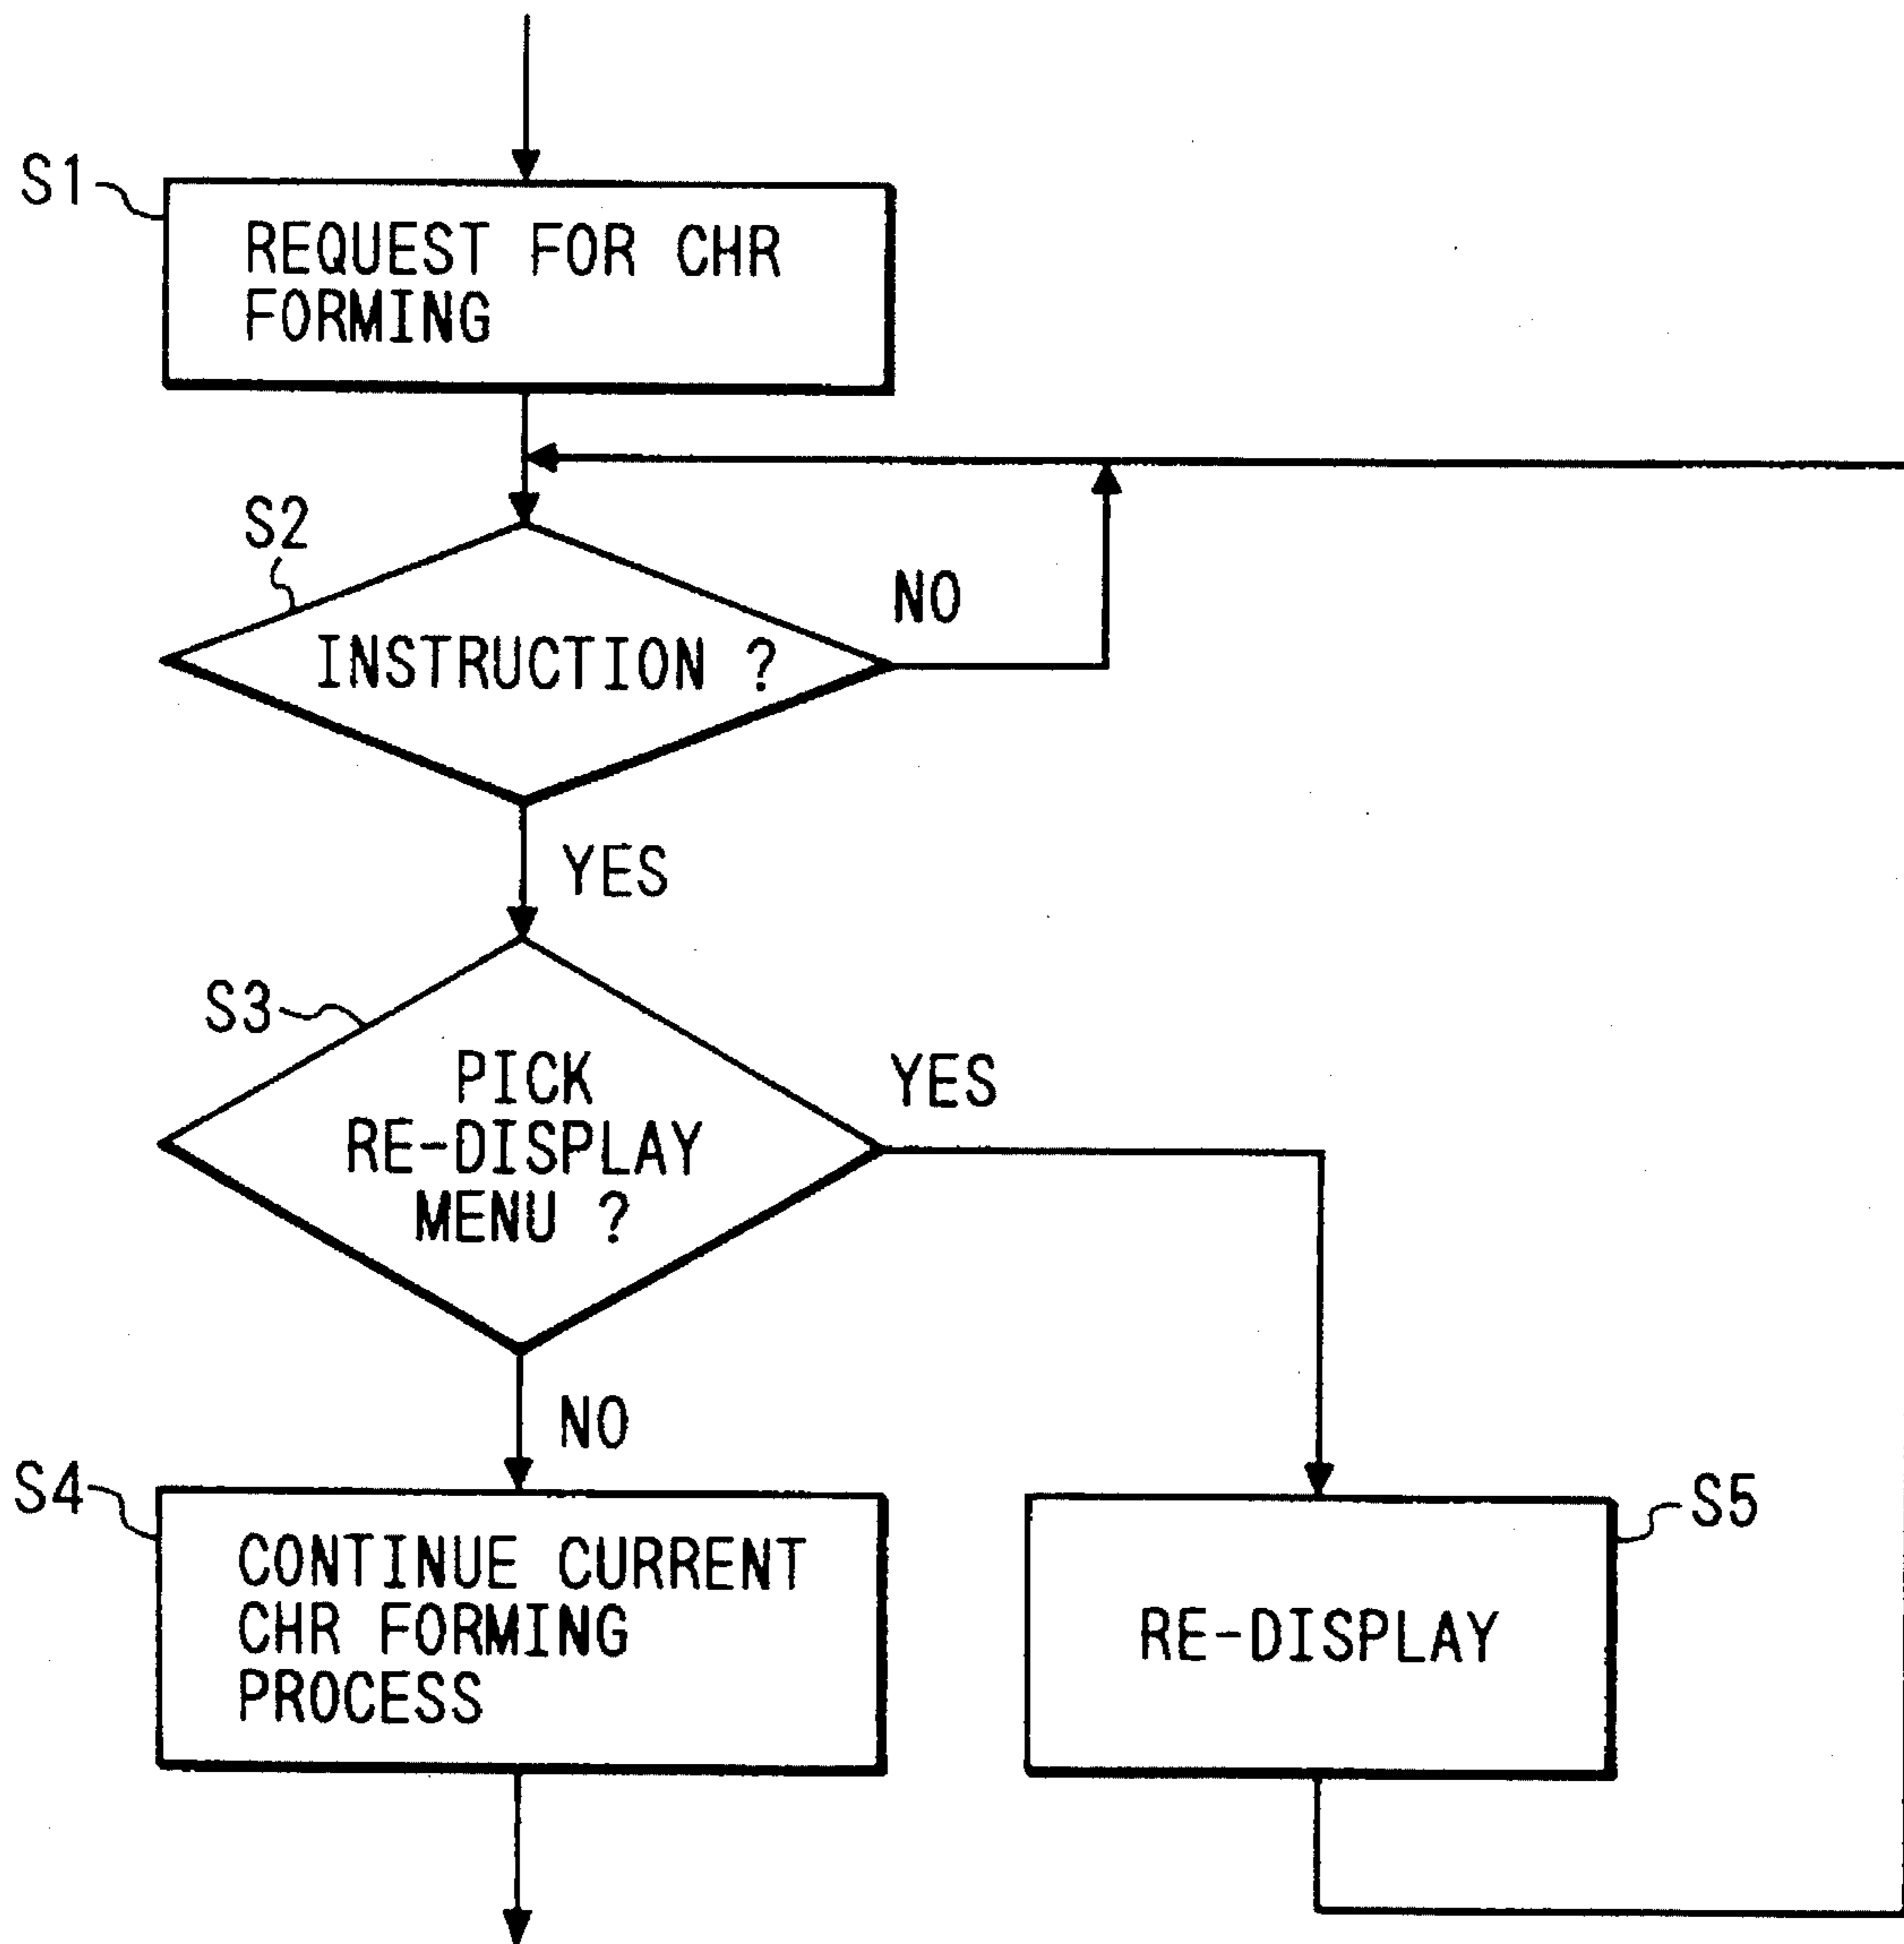 S1
REQUEST FOR CHR
FORMING
S2
NO
INSTRUCTION ?
YES
S3
PICK
RE-DISPLAY
MENU ?
YES
NO
S4
CONTINUE CURRENT
CHR FORMING
PROCESS
S5
RE-DISPLAY